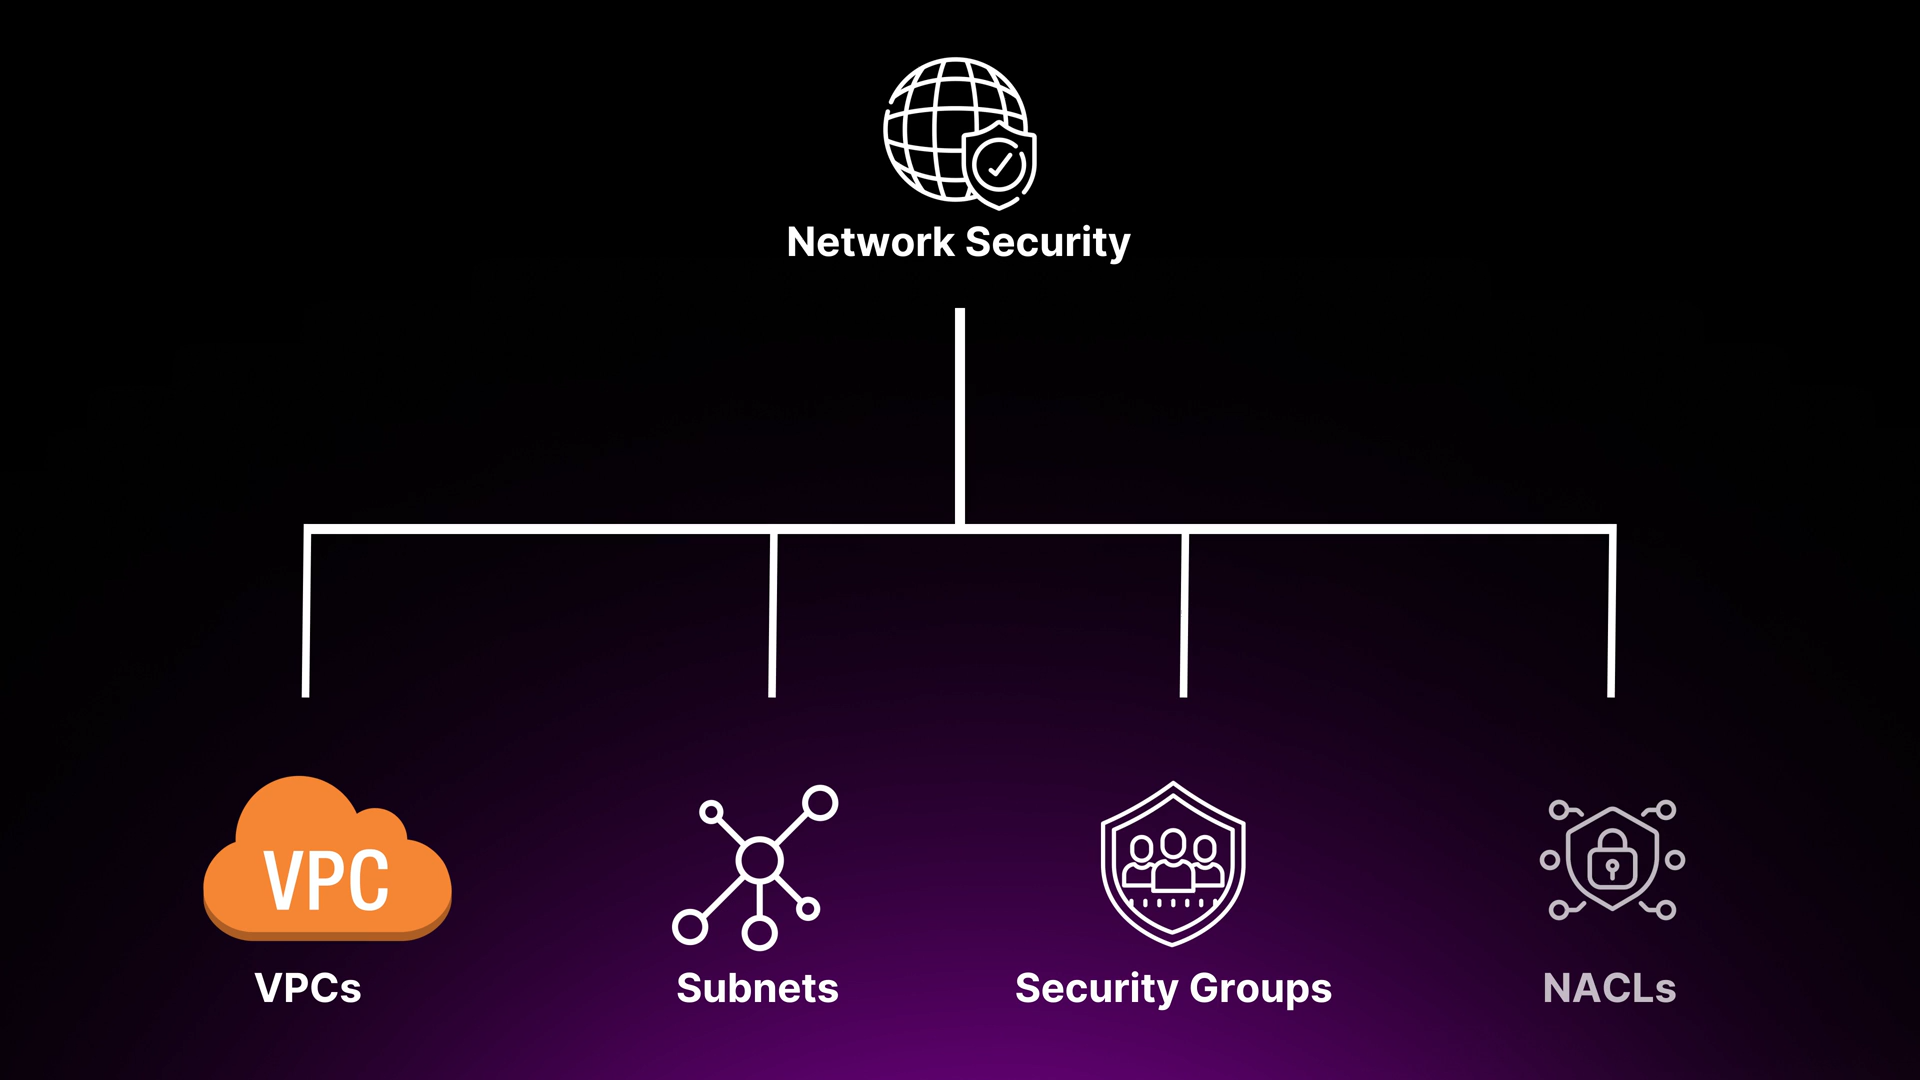 Network Security
VPC
VPCs
Subnets
Security Groups
NACLs